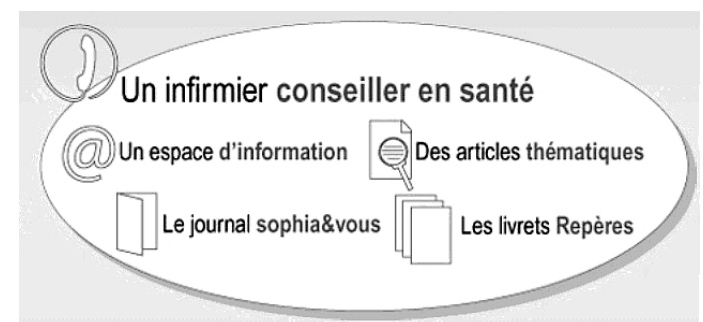 Un infirmier conseiller en santé
Un espace d'information
Des articles thématiques
Le journal sophia&vous
Les livrets Repères